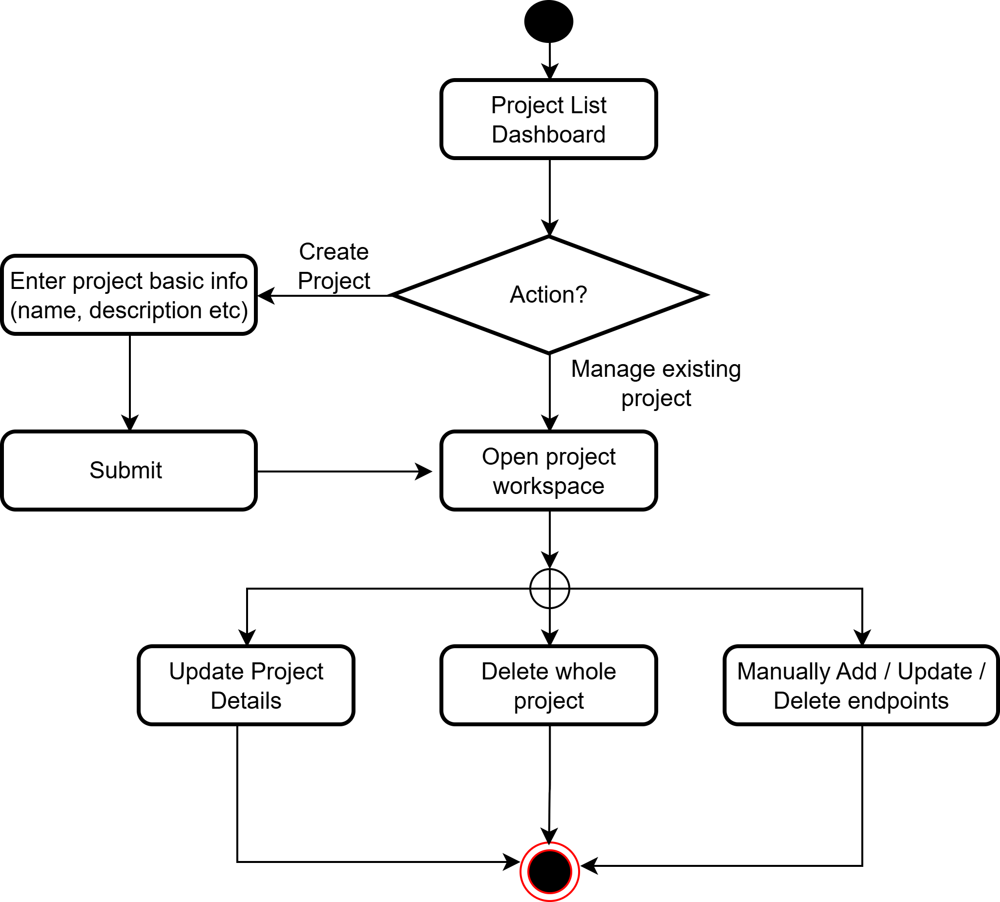 Project List
Dashboard
Create
Project
Action?
Enter project basic info
(name, description etc)
Manage existing
project
Submit
Open project
workspace
Update Project
Details
Delete whole
project
Manually Add / Update /
Delete endpoints